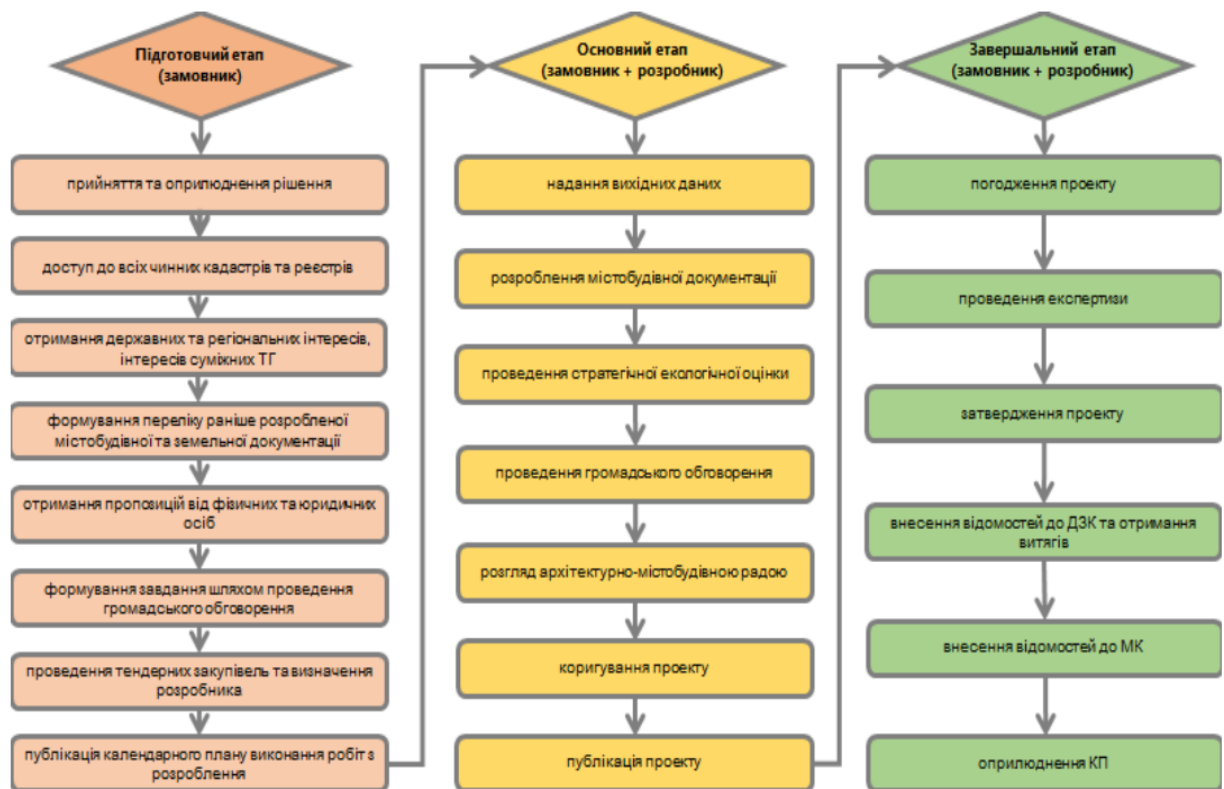 Підготовчий етап
(замовник)
прийняття та оприлюднення рішення
доступ до всіх чинних кадастрів та реєстрів
отримання державних та регіональних інтересів,
інтересів суміжних ТГ
формування переліку раніше розробленої
містобудівної та земельної документації
отримання пропозицій від фізичних та юридичних
осіб
формування завдання шляхом проведення
громадського обговорення
проведення тендерних закупівель та визначення
розробника
публікація календарного плану виконання робіт з
розроблення
Основний етап
(замовник + розробник)
надання вихідних даних
розроблення містобудівної документації
проведення стратегічної екологічної оцінки
проведення громадського обговорення
розгляд архітектурно-містобудівною радою
коригування проекту
публікація проекту
Завершальний етап
(замовник + розробник)
погодження проекту
проведення експертизи
затвердження проекту
внесення відомостей до ДЗК та отримання
витягів
внесення відомостей до МК
оприлюднення КП